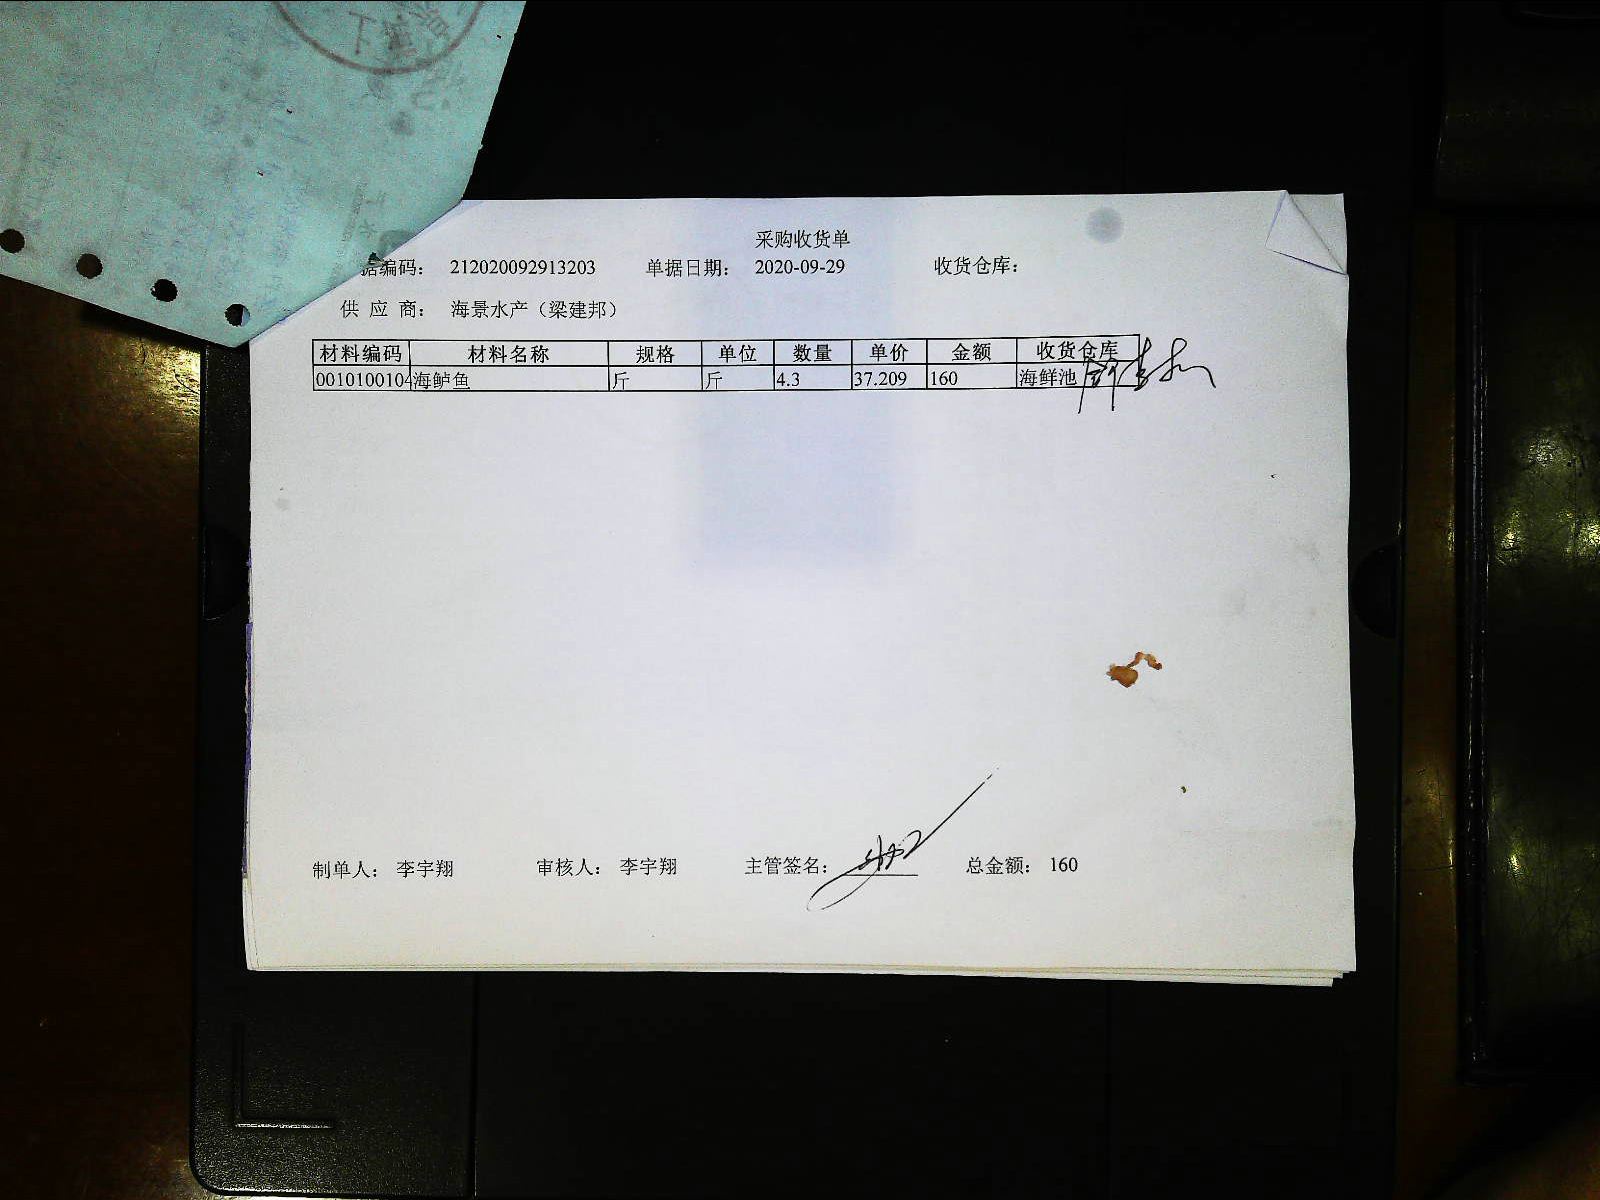 采购收货单
据编码： 212020092913203 单据日期： 2020-09-29 收货仓库：
供 应 商： 海景水产（梁建邦）
材料编码 材料名称 规格 单位 数量 单价 金额 收货仓库
0010100104 海鲈鱼 斤 斤 4.3 37.209 160 海鲜池
制单人： 李宇翔 审核人： 李宇翔 主管签名： 总金额： 160